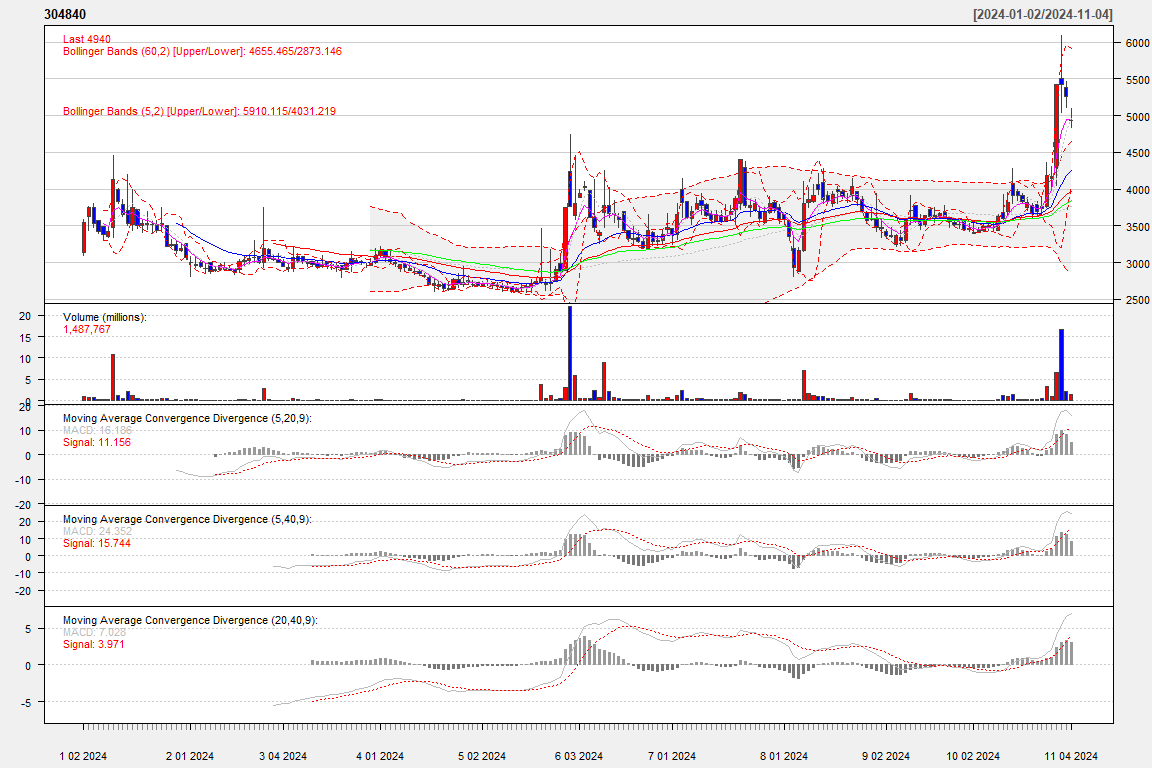 304840 [2024-01-02/2024-11-04]
Last 4940
Bollinger Bands (60,2) [Upper/Lower]: 4655.465/2873.146
Bollinger Bands (5,2) [Upper/Lower]: 5910.115/4031.219
6000
5500
5000
4500
4000
3500
3000
2500
Volume (millions):
1,487,767
20
15
10
5
0
Moving Average Convergence Divergence (5,20,9):
MACD: 16.186
Signal: 11.156
20
10
0
-10
-20
Moving Average Convergence Divergence (5,40,9):
MACD: 24.352
Signal: 15.744
20
10
0
-10
-20
Moving Average Convergence Divergence (20,40,9):
MACD: 7.028
Signal: 3.971
5
0
-5
1 02 2024 2 01 2024 3 04 2024 4 01 2024 5 02 2024 6 03 2024 7 01 2024 8 01 2024 9 02 2024 10 02 2024 11 04 2024